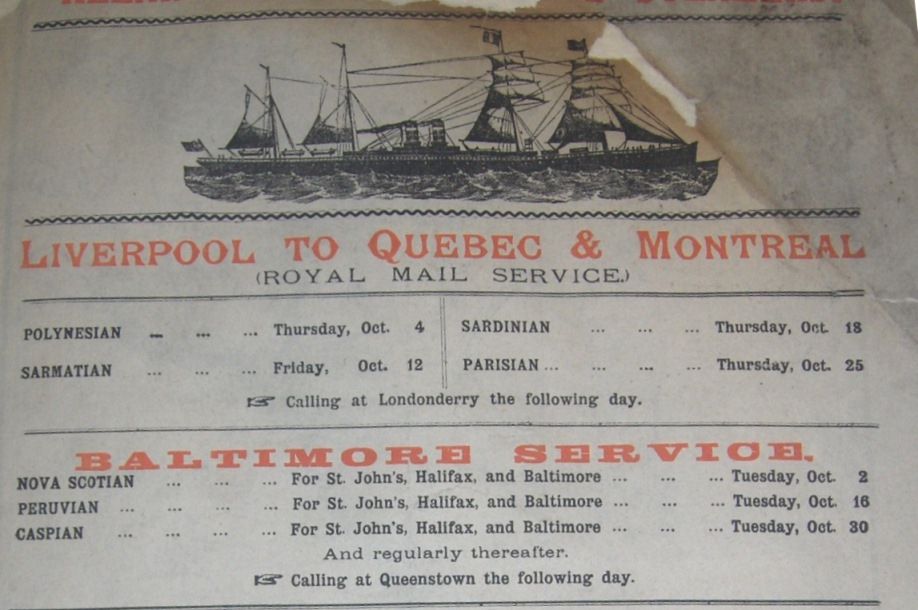 LIVERPOOL TO QUEBEC & MONTREAL
(ROYAL MAIL SERVICE.)
POLYNESIAN ... ... ... Thursday, Oct. 4
SARMATIAN ... ... ... Friday, Oct. 12
SARDINIAN ... ... ... Thursday, Oct. 18
PARISIAN ... ... ... ... Thursday, Oct. 25
☞ Calling at Londonderry the following day.
BALTIMORE SERVICE.
NOVA SCOTIAN ... ... ... For St. John's, Halifax, and Baltimore ... ... ... Tuesday, Oct. 2
PERUVIAN ... ... ... ... For St. John's, Halifax, and Baltimore ... ... ... Tuesday, Oct. 16
CASPIAN ... ... ... ... For St. John's, Halifax, and Baltimore ... ... ... Tuesday, Oct. 30
And regularly thereafter.
☞ Calling at Queenstown the following day.